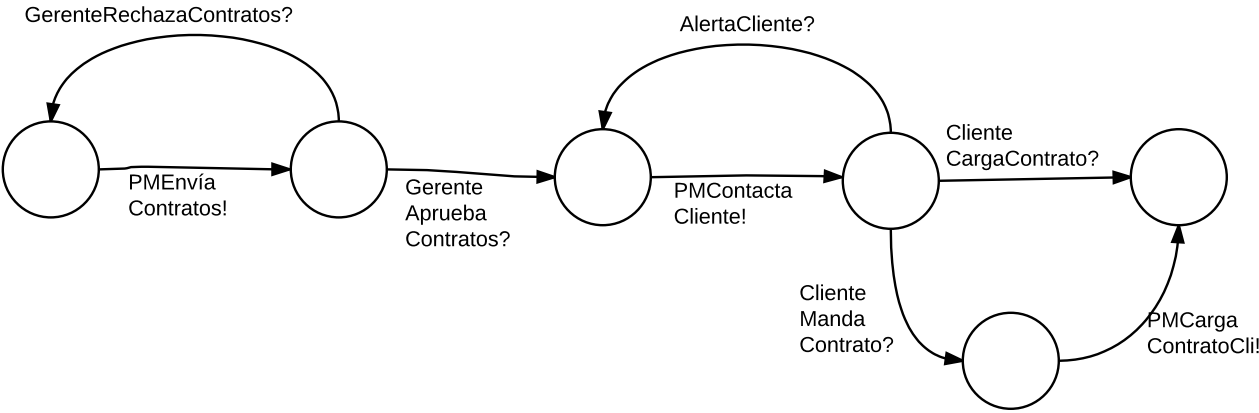 GerenteRechazaContratos?
AlertaCliente?
PMEnvía
Contratos!
Gerente
Aprueba
Contratos?
PMContacta
Cliente!
Cliente
CargaContrato?
Cliente
Manda
Contrato?
PMCarga
ContratoCli!